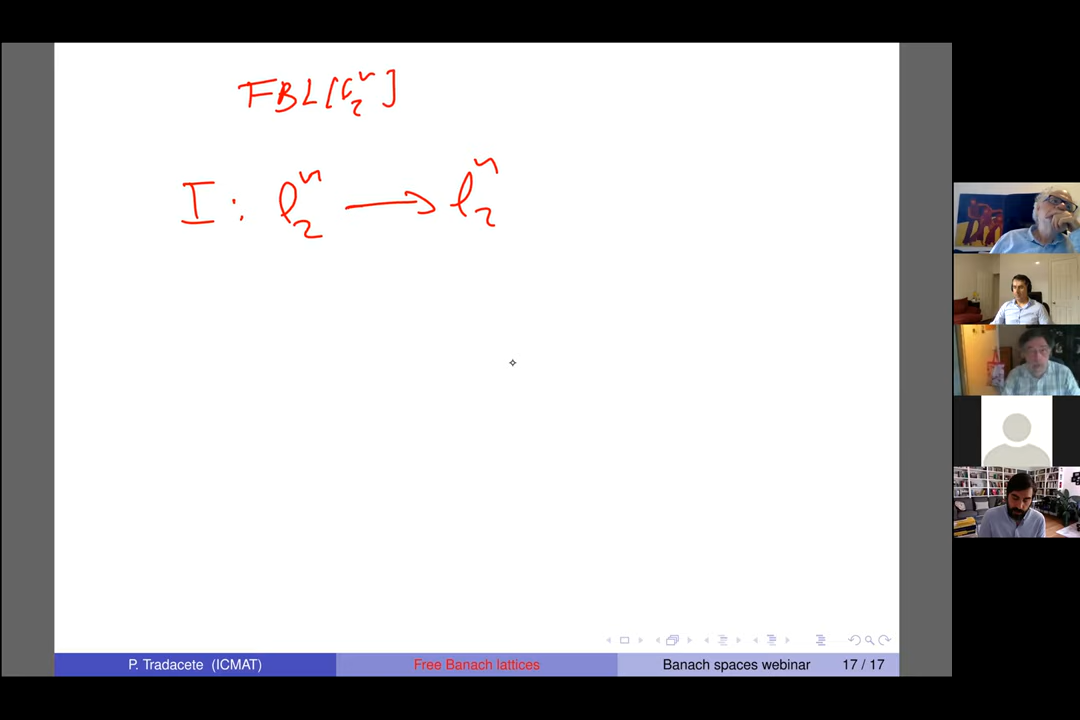 FBL[ℓ₂ⁿ]
I: ℓ₂ⁿ → ℓ₂ⁿ
P. Tradacete (ICMAT) Free Banach lattices Banach spaces webinar 17 / 17